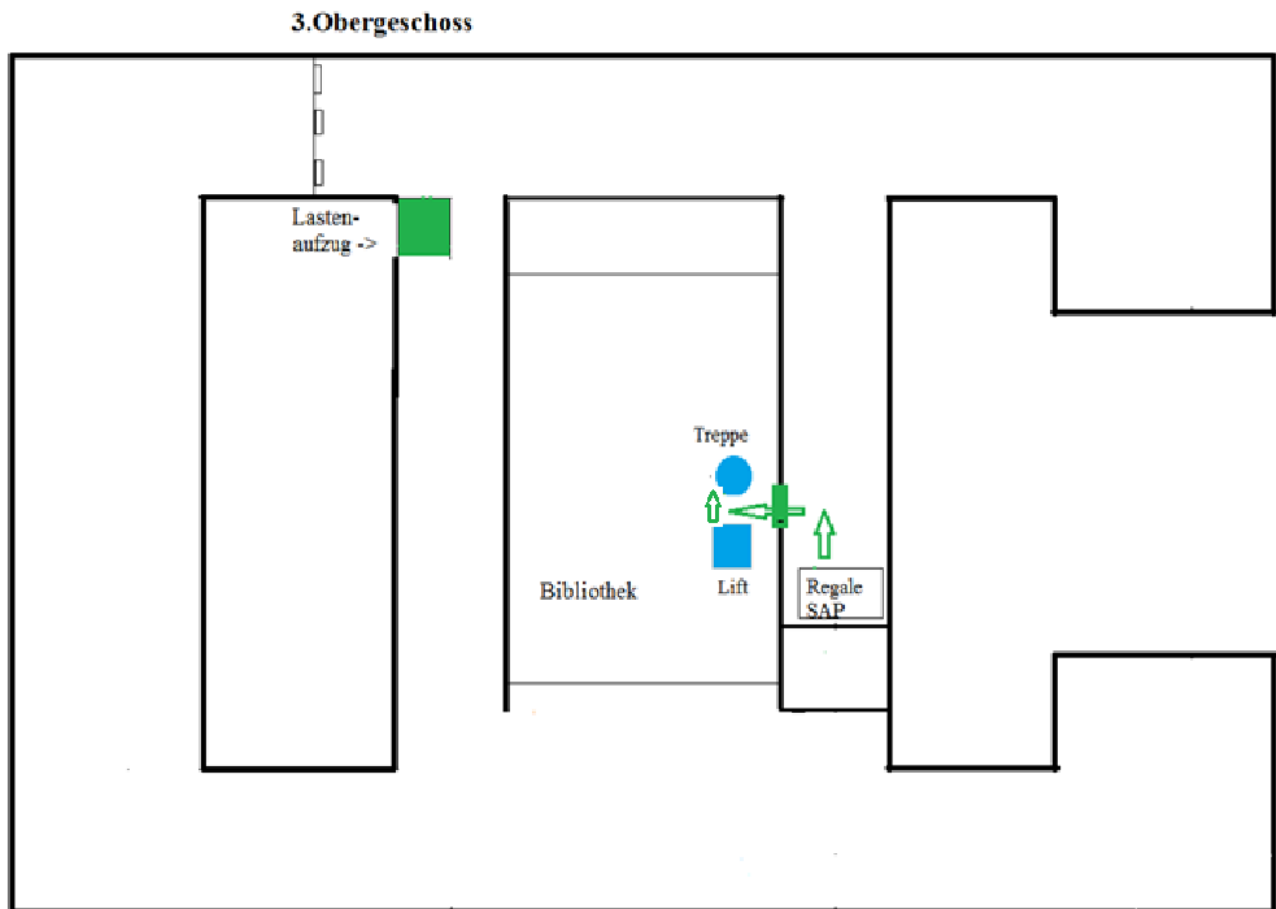 3.Obergeschoss
Lasten-
aufzug ->
Treppe
Bibliothek
Lift
Regale
SAP